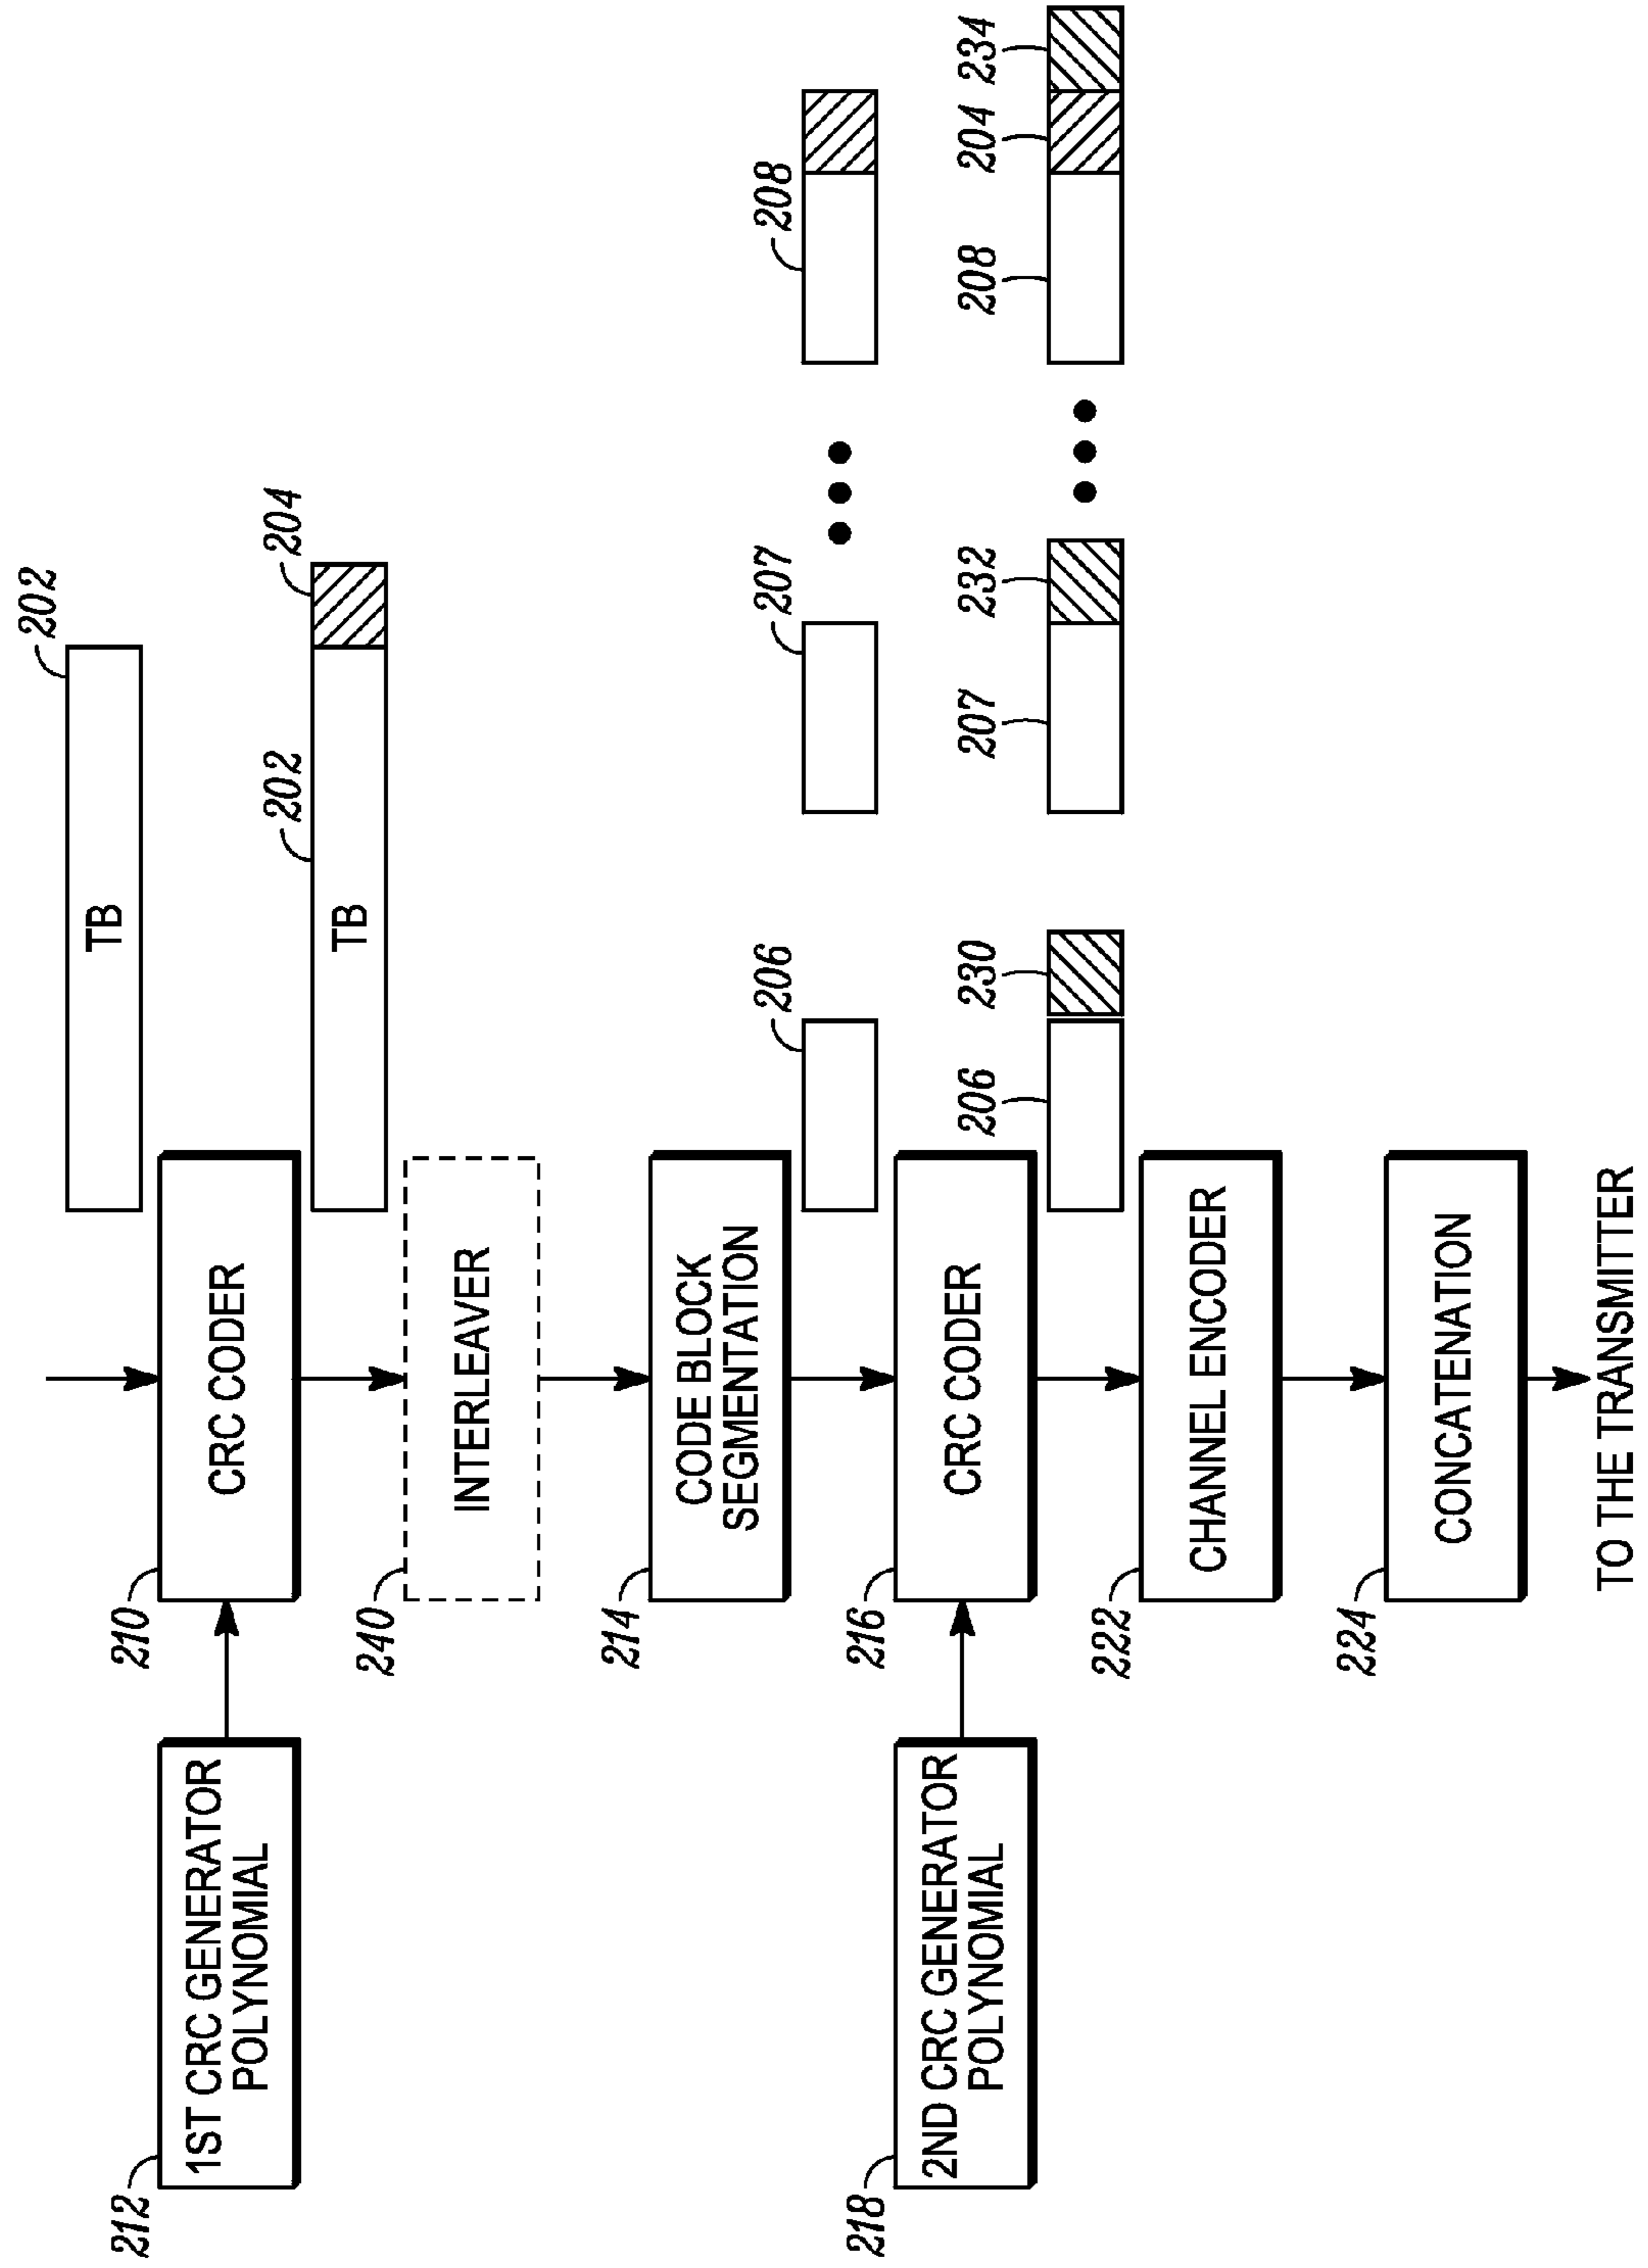 202
TB
212
1ST CRC GENERATOR
POLYNOMIAL
210
CRC CODER
202
204
TB
240
INTERLEAVER
214
CODE BLOCK
SEGMENTATION
206
207
208
218
2ND CRC GENERATOR
POLYNOMIAL
216
CRC CODER
206
230
207
232
208
204
234
222
CHANNEL ENCODER
224
CONCATENATION
TO THE TRANSMITTER